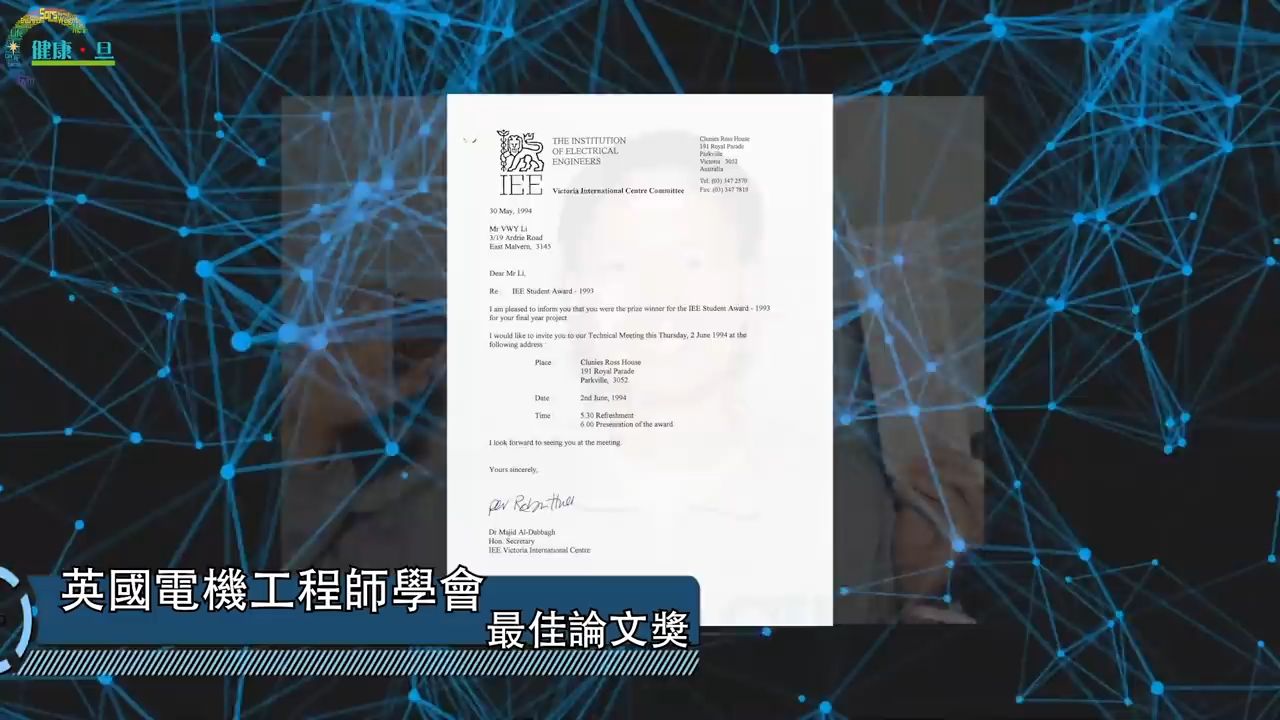 健康・旦
THE INSTITUTION
OF ELECTRICAL
ENGINEERS
IEE
Victoria International Centre Committee
Clunies Ross House
191 Royal Parade
Parkville
Victoria 3052
Australia
Tel: (03) 347 2570
Fax: (03) 347 7819
30 May, 1994
Mr VWY Li
3/19 Ardrie Road
East Malvern, 3145
Dear Mr Li,
Re IEE Student Award - 1993
I am pleased to inform you that you were the prize winner for the IEE Student Award - 1993
for your final year project
I would like to invite you to our Technical Meeting this Thursday, 2 June 1994 at the
following address
Place Clunies Ross House
191 Royal Parade
Parkville, 3052
Date 2nd June, 1994
Time 5.30 Refreshment
6.00 Presentation of the award
I look forward to seeing you at the meeting.
Yours sincerely,
Dr Majid Al-Dabbagh
Hon. Secretary
IEE Victoria International Centre
英國電機工程師學會
最佳論文獎